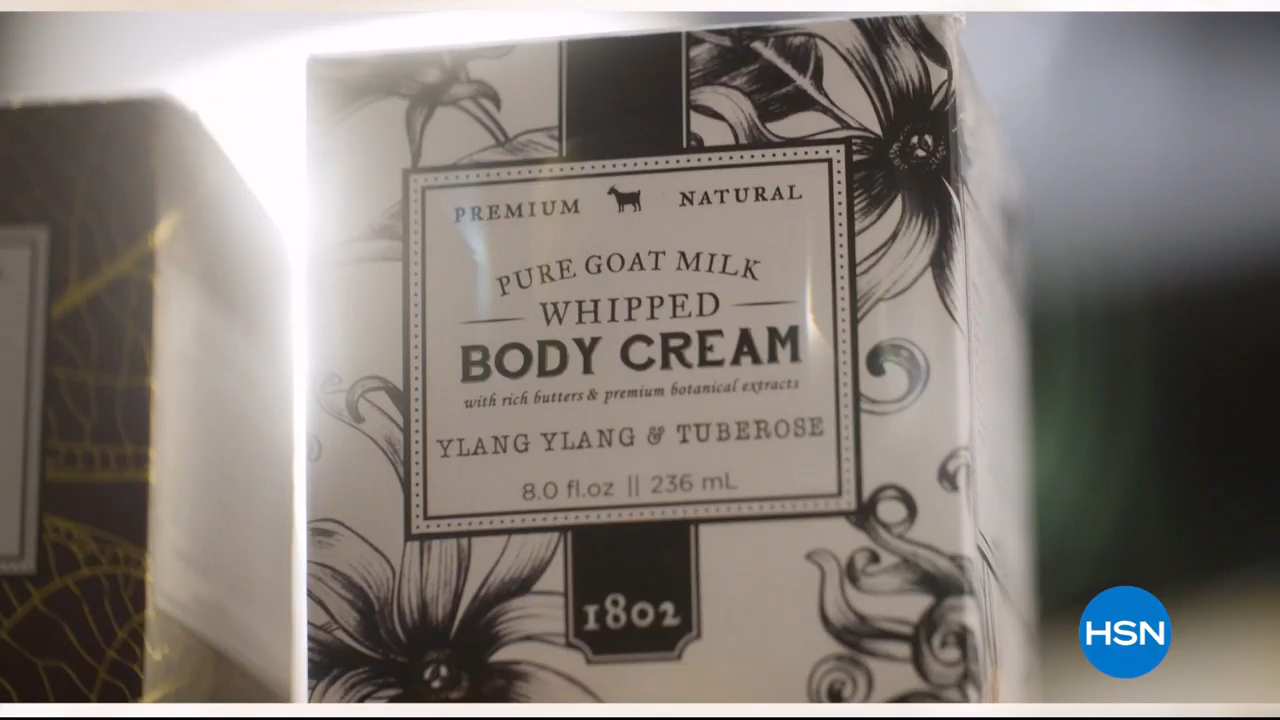 PREMIUM NATURAL
PURE GOAT MILK
WHIPPED
BODY CREAM
with rich butters & premium botanical extracts
YLANG YLANG & TUBEROSE
8.0 fl.oz || 236 mL
1802
HSN